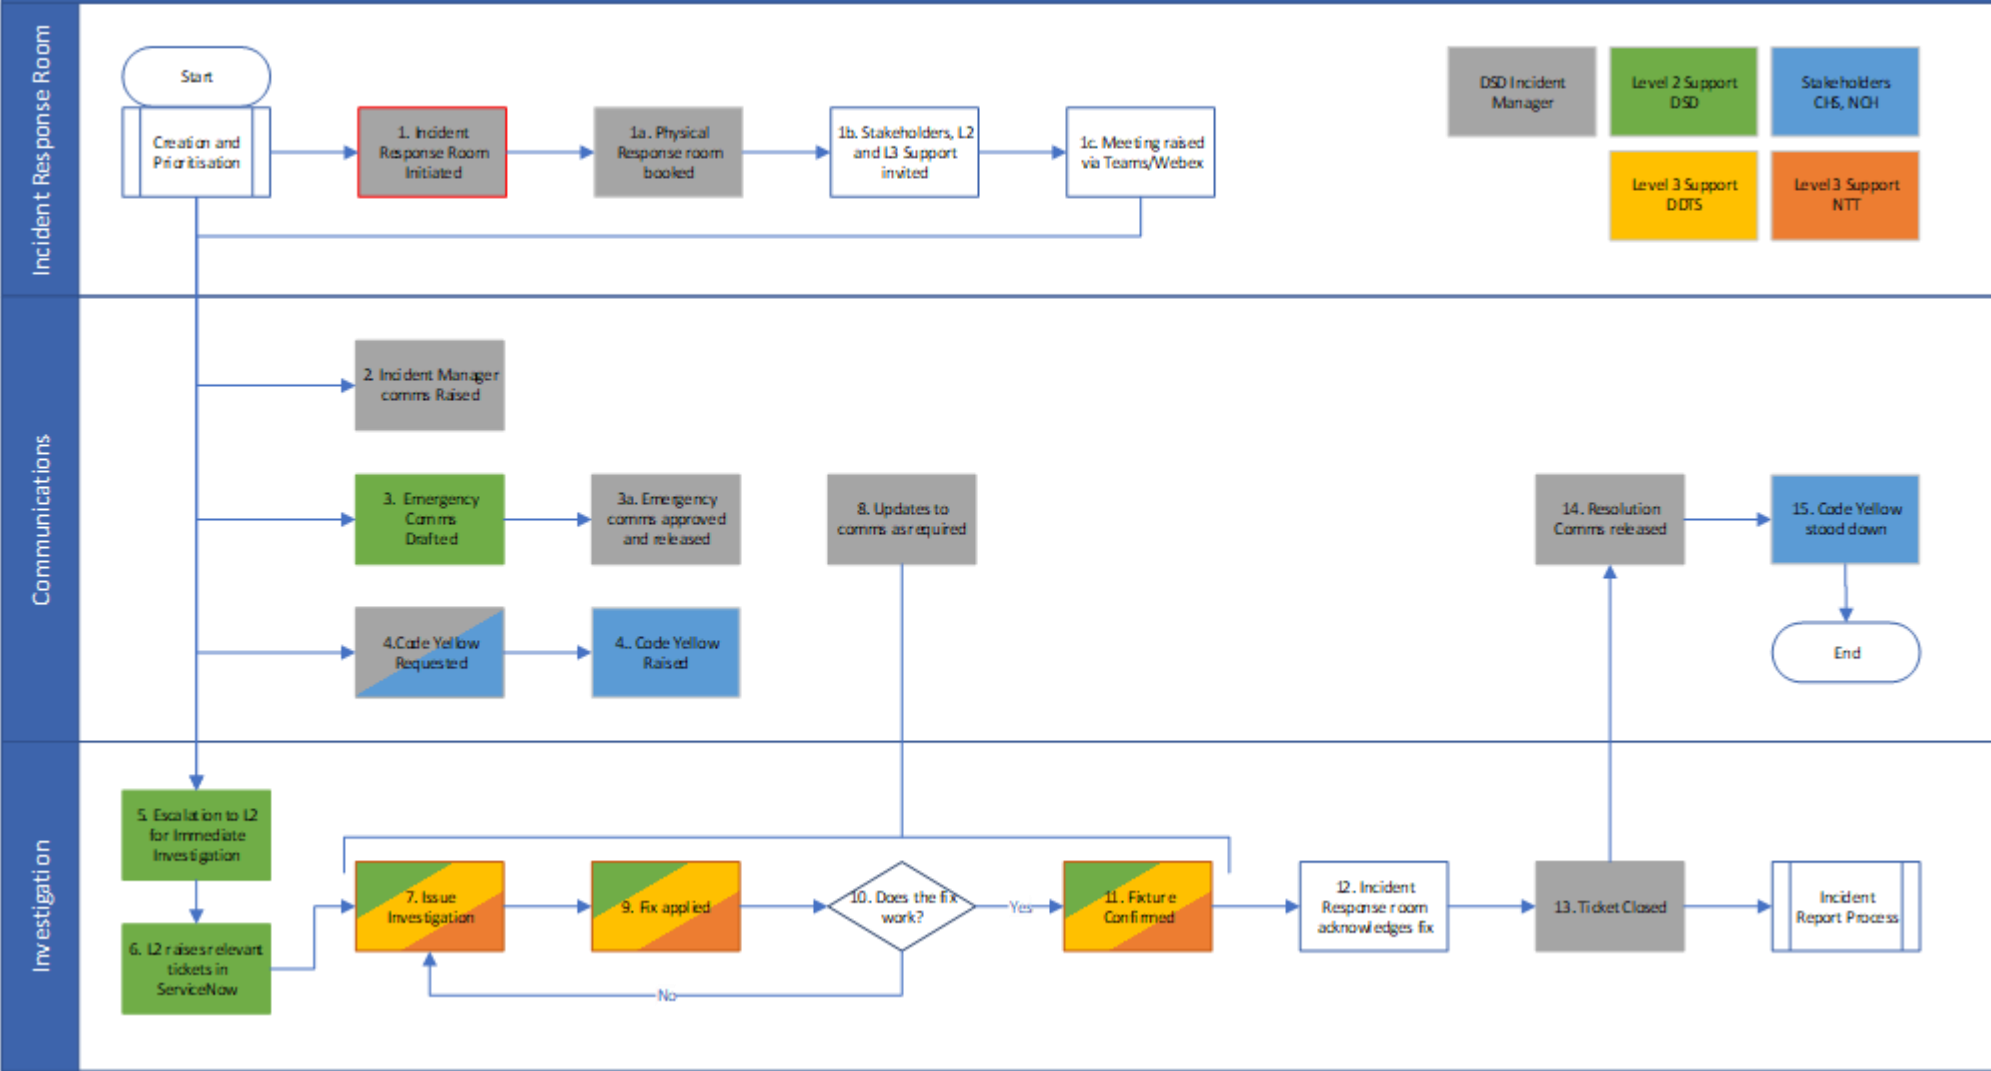 Incident Response Room
Start
Creation and
Prioritisation
1. Incident
Response Room
Initiated
1a. Physical
Response room
booked
1b. Stakeholders, L2
and L3 Support
invited
1c. Meeting raised
via Teams/Webex
DSD Incident
Manager
Level 2 Support
DSD
Stakeholders
CHS, NCH
Level 3 Support
DDTS
Level 3 Support
NTT
Communications
2. Incident Manager
comms Raised
3. Emergency
Comms
Drafted
3a. Emergency
comms approved
and released
8. Updates to
comms as required
14. Resolution
Comms released
15. Code Yellow
stood down
4.Code Yellow
Requested
4.. Code Yellow
Raised
End
Investigation
5. Escalation to L2
for Immediate
Investigation
6. L2 raises relevant
tickets in
ServiceNow
7. Issue
Investigation
9. Fix applied
10. Does the fix
work?
Yes
No
11. Fixture
Confirmed
12. Incident
Response room
acknowledges fix
13. Ticket Closed
Incident
Report Process